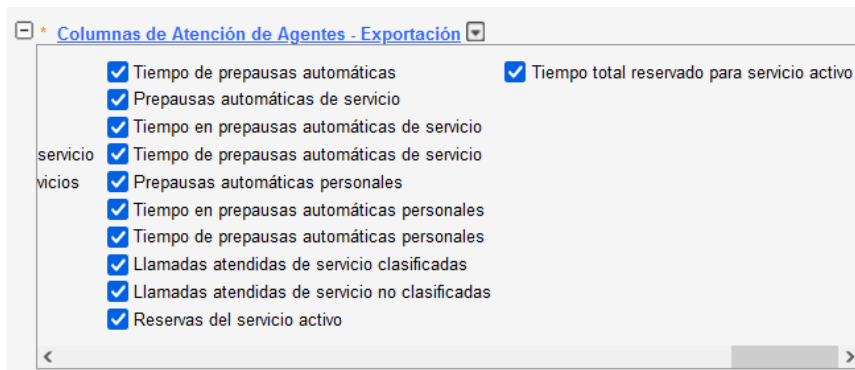 * Columnas de Atención de Agentes - Exportación
Tiempo de prepausas automáticas
Prepausas automáticas de servicio
Tiempo en prepausas automáticas de servicio
servicio Tiempo de prepausas automáticas de servicio
vicios Prepausas automáticas personales
Tiempo en prepausas automáticas personales
Tiempo de prepausas automáticas personales
Llamadas atendidas de servicio clasificadas
Llamadas atendidas de servicio no clasificadas
Reservas del servicio activo
Tiempo total reservado para servicio activo